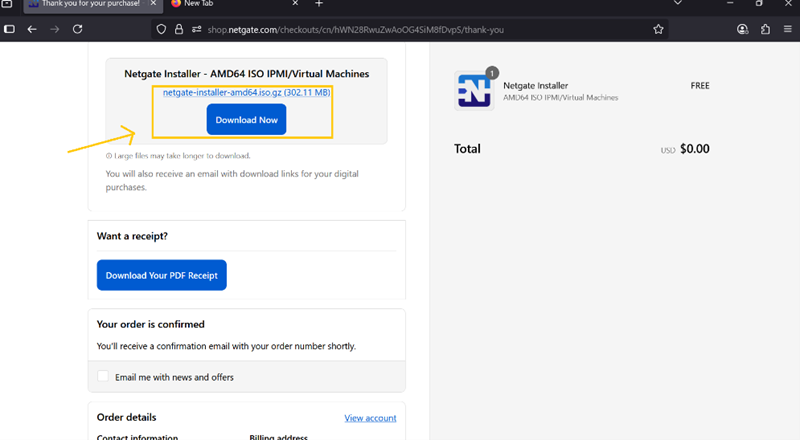 Thank you for your purchase!
New Tab
shop.netgate.com/checkouts/cn/hWN28RwuZwAoOG4SiM8fDvpS/thank-you
Netgate Installer - AMD64 ISO IPMI/Virtual Machines
netgate-installer-amd64.iso.gz (302.11 MB)
Download Now
Large files may take longer to download.
You will also receive an email with download links for your digital
purchases.
Want a receipt?
Download Your PDF Receipt
Your order is confirmed
You'll receive a confirmation email with your order number shortly.
Email me with news and offers
Order details
View account
Contact information
Billing address
1
Netgate Installer
FREE
AMD64 ISO IPMI/Virtual Machines
Total
USD $0.00